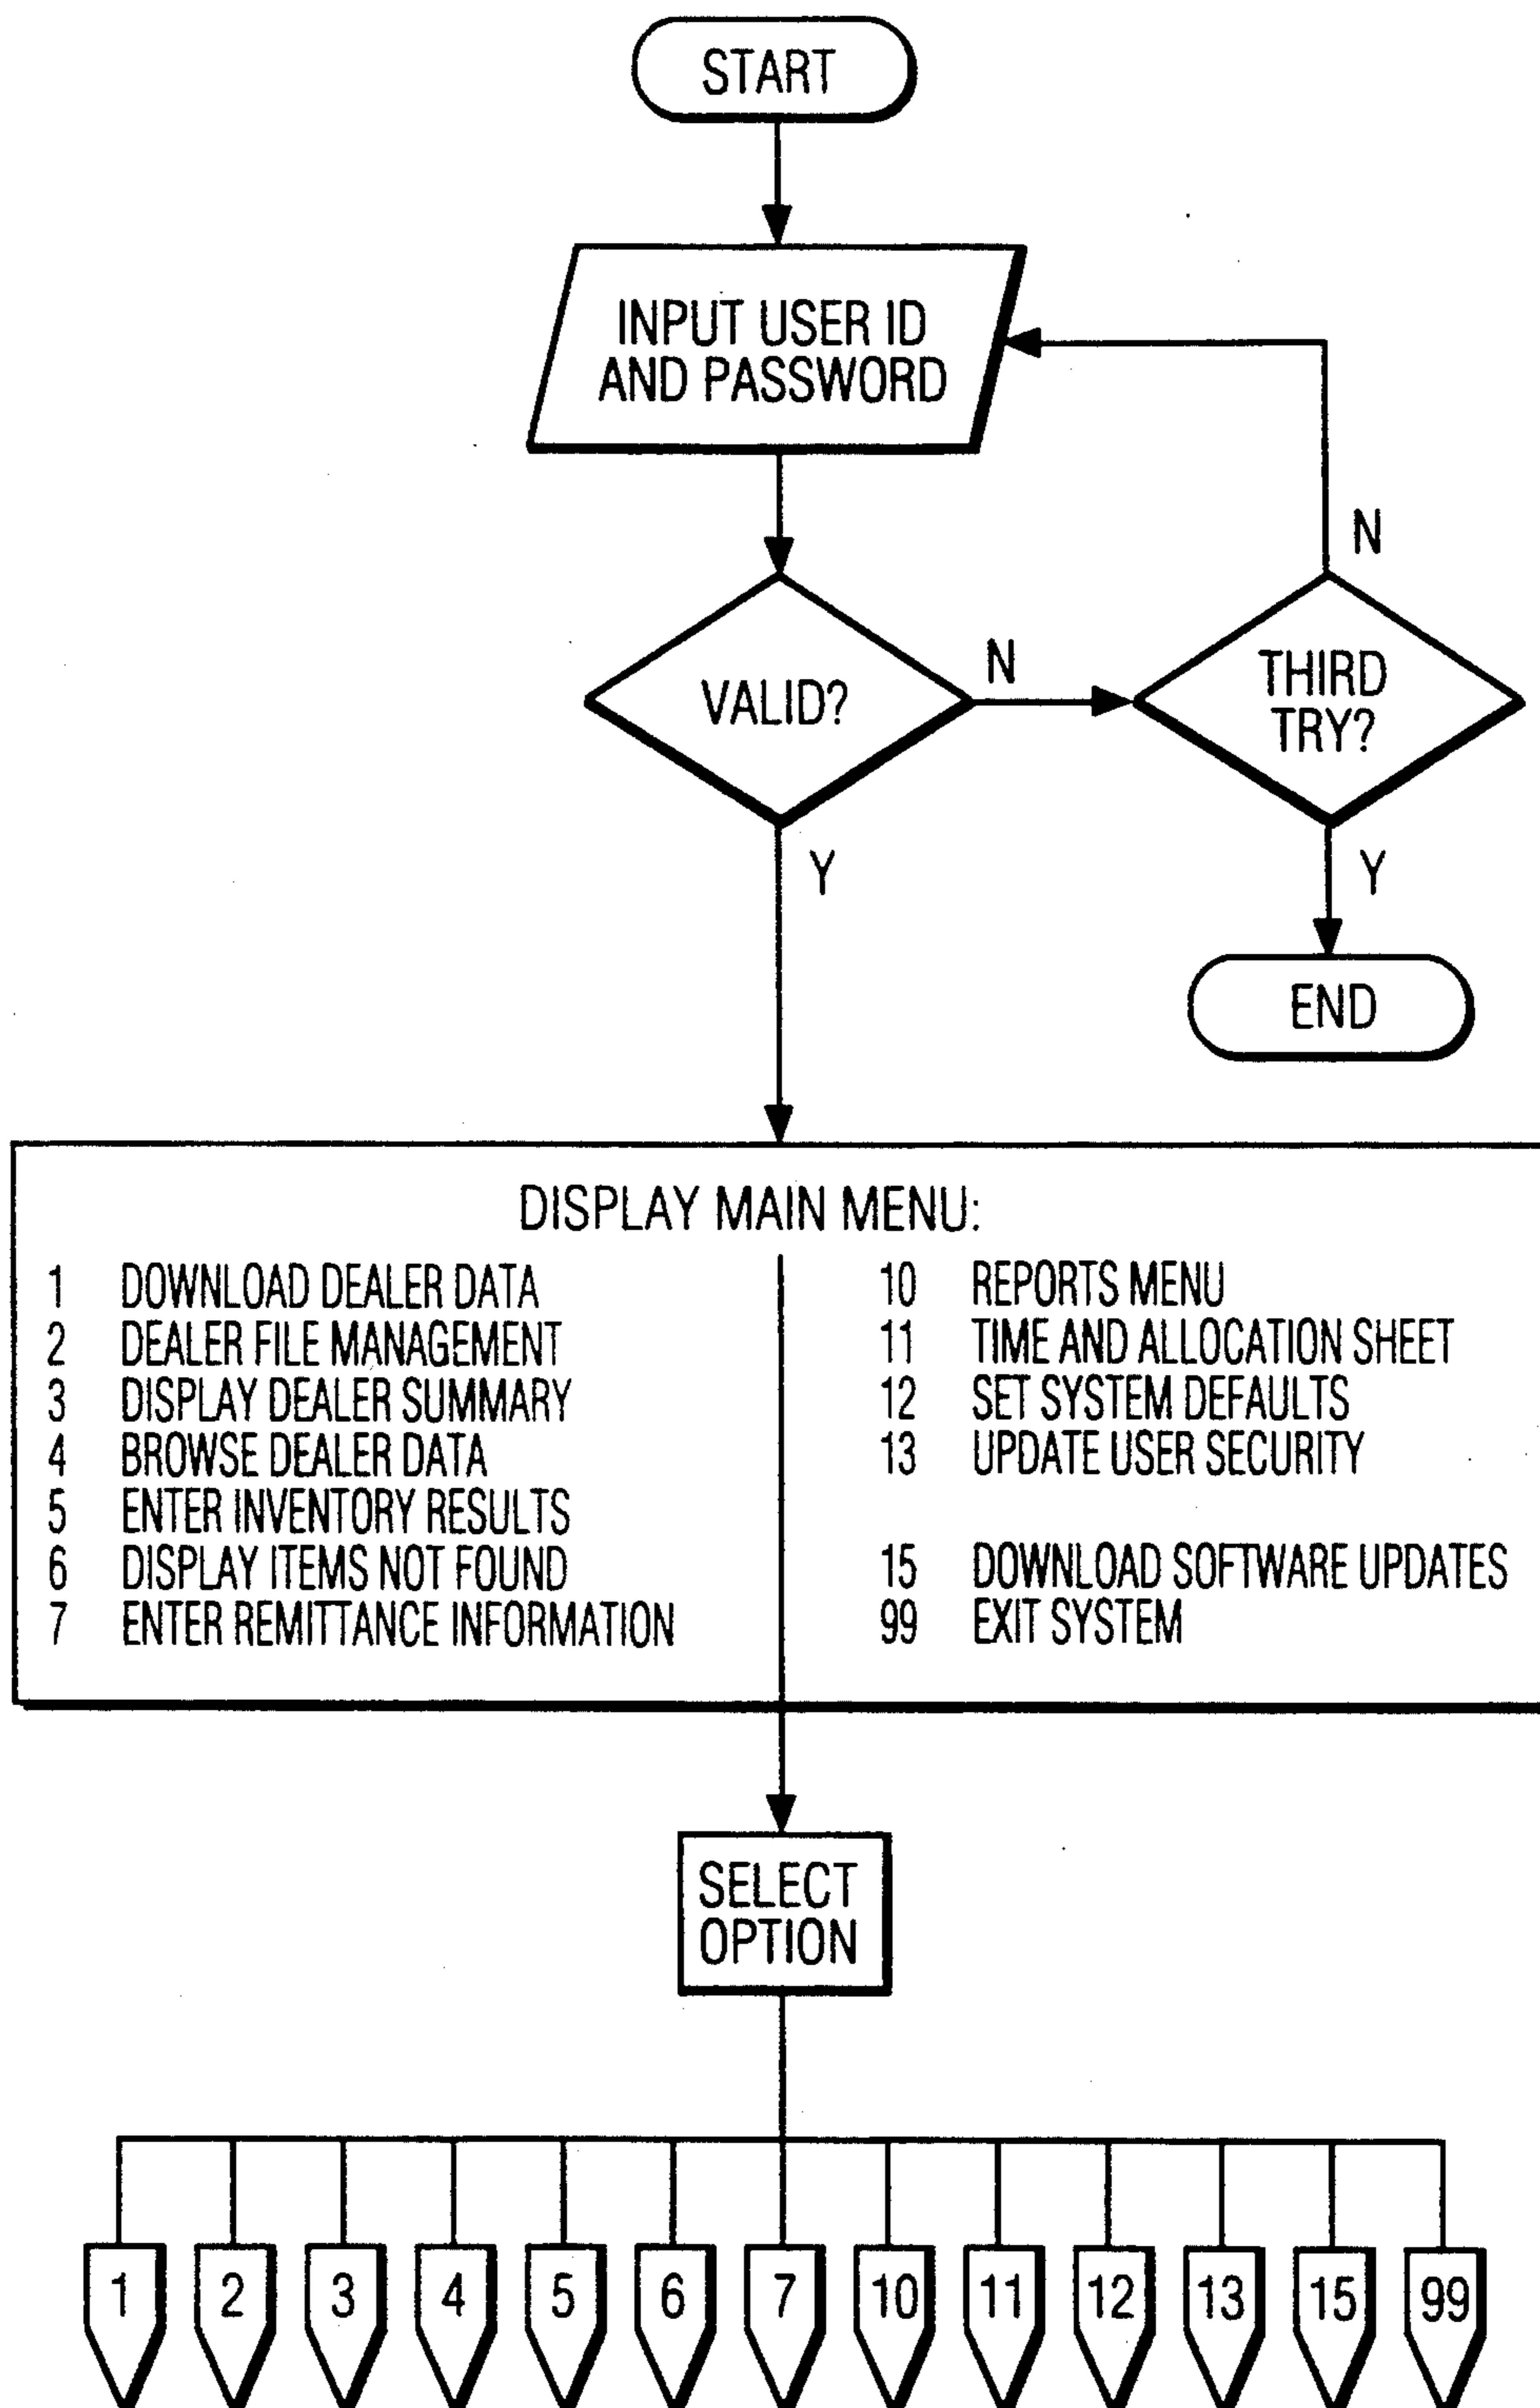 START
INPUT USER ID
AND PASSWORD
N
VALID?
N
THIRD
TRY?
Y
Y
END
DISPLAY MAIN MENU:
1 DOWNLOAD DEALER DATA
2 DEALER FILE MANAGEMENT
3 DISPLAY DEALER SUMMARY
4 BROWSE DEALER DATA
5 ENTER INVENTORY RESULTS
6 DISPLAY ITEMS NOT FOUND
7 ENTER REMITTANCE INFORMATION
10 REPORTS MENU
11 TIME AND ALLOCATION SHEET
12 SET SYSTEM DEFAULTS
13 UPDATE USER SECURITY
15 DOWNLOAD SOFTWARE UPDATES
99 EXIT SYSTEM
SELECT
OPTION
1 2 3 4 5 6 7 10 11 12 13 15 99